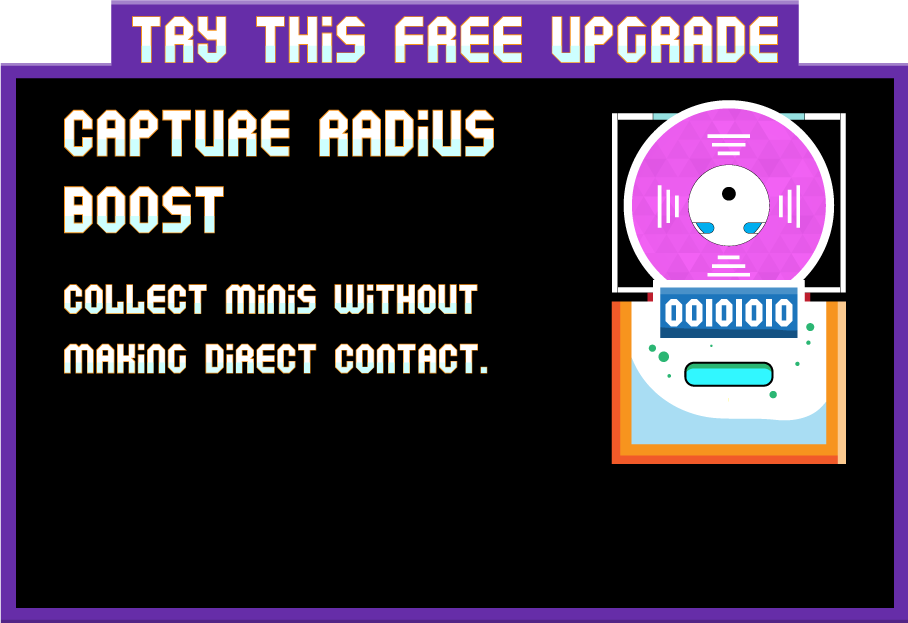 TRY THIS FREE UPGRADE
CAPTURE RADIUS
BOOST
COLLECT MINIS WITHOUT
MAKING DIRECT CONTACT.
00101010